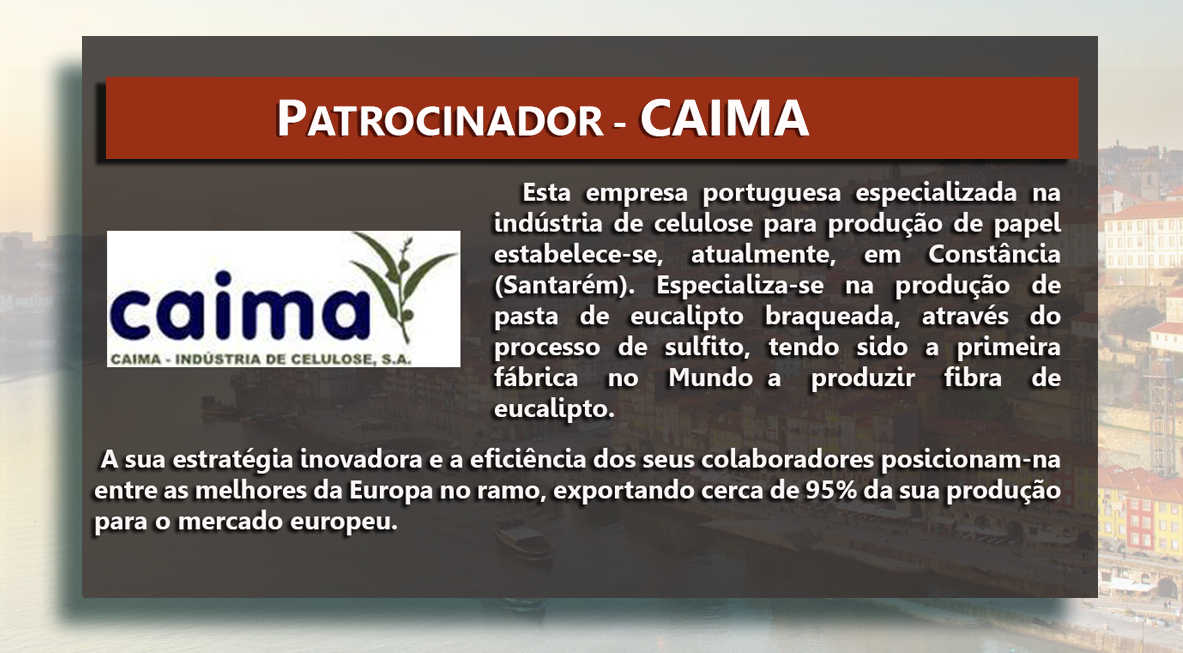 PATROCINADOR - CAIMA
Esta empresa portuguesa especializada na
indústria de celulose para produção de papel
estabelece-se, atualmente, em Constância
(Santarém). Especializa-se na produção de
pasta de eucalipto braqueada, através do
processo de sulfito, tendo sido a primeira
fábrica no Mundo a produzir fibra de
eucalipto.
caima
CAIMA - INDÚSTRIA DE CELULOSE, S.A.
A sua estratégia inovadora e a eficiência dos seus colaboradores posicionam-na
entre as melhores da Europa no ramo, exportando cerca de 95% da sua produção
para o mercado europeu.